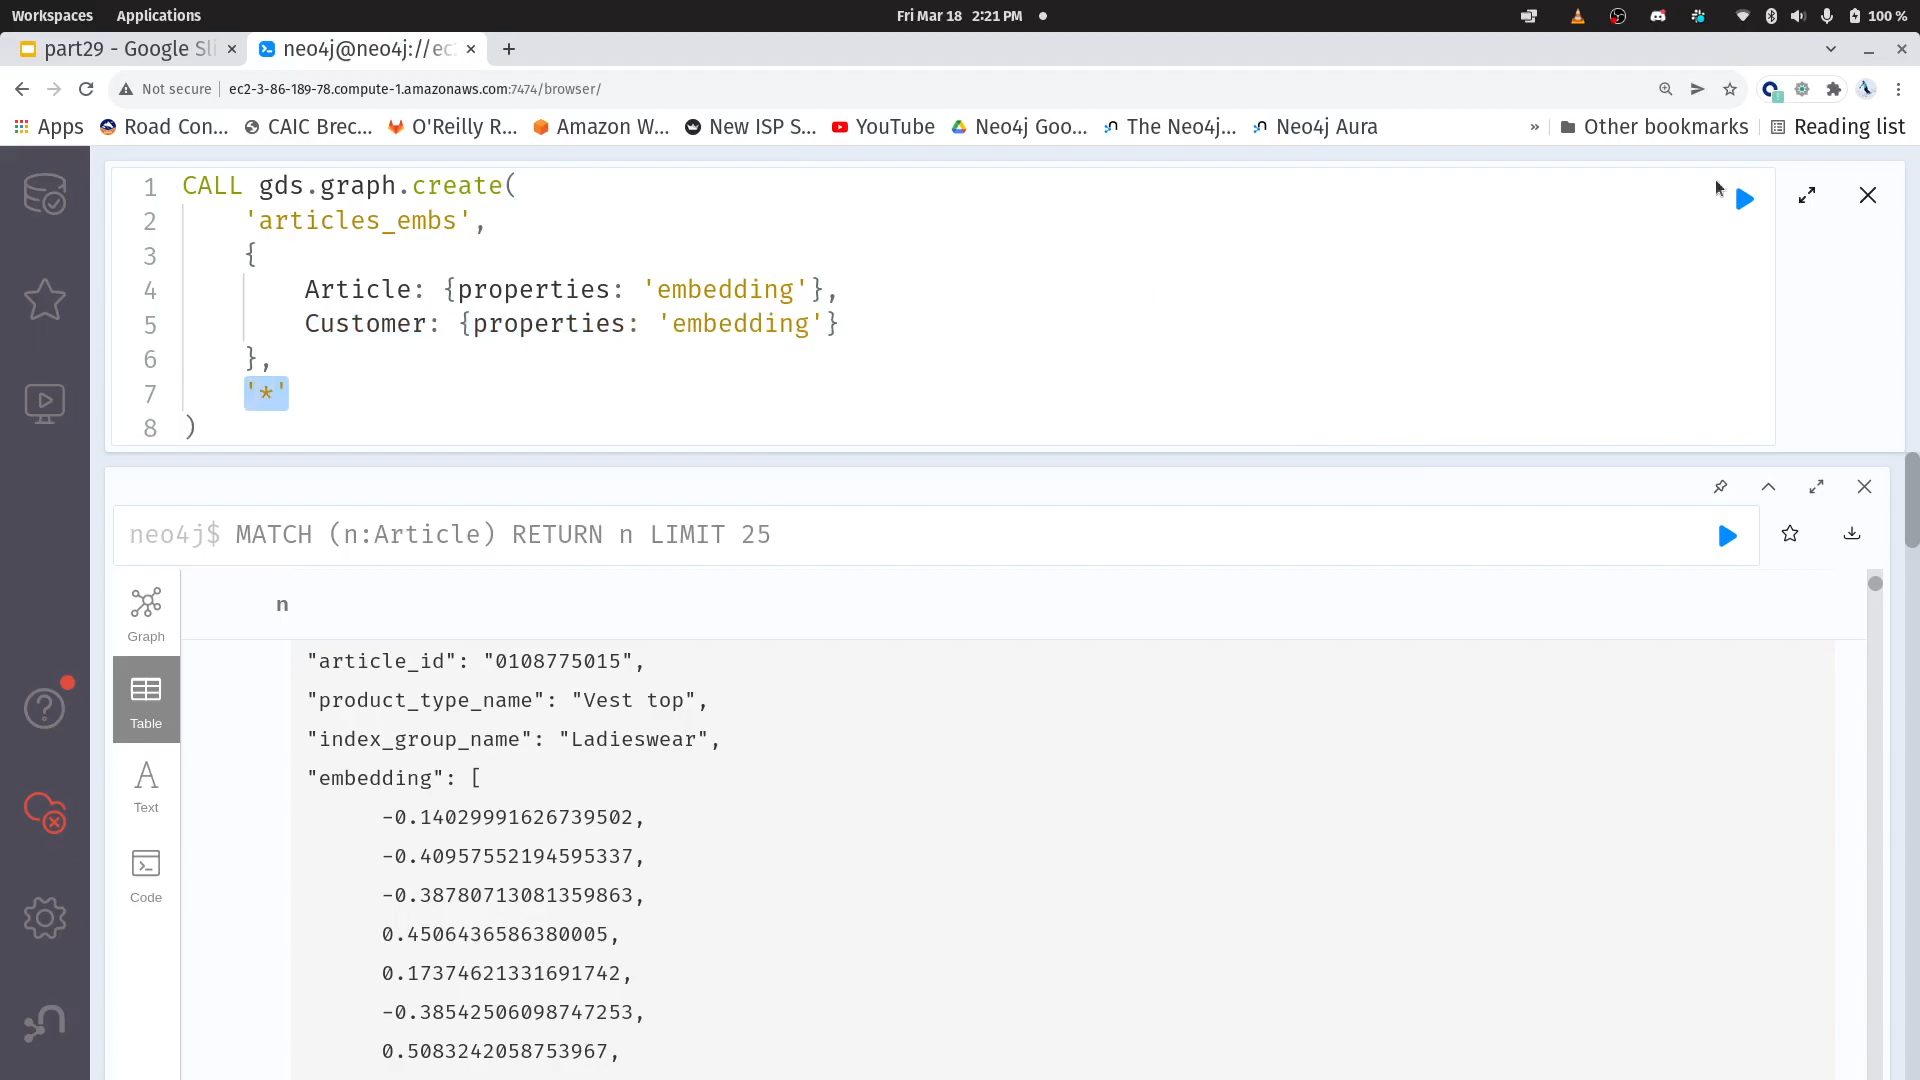 Workspaces Applications Fri Mar 18 2:21 PM 100 %
part29 - Google Sli neo4j@neo4j://ec
Not secure ec2-3-86-189-78.compute-1.amazonaws.com:7474/browser/
Apps Road Con... CAIC Brec... O'Reilly R... Amazon W... New ISP S... YouTube Neo4j Goo... The Neo4j... Neo4j Aura » Other bookmarks Reading list
1 CALL gds.graph.create(
2 'articles_embs',
3 {
4 Article: {properties: 'embedding'},
5 Customer: {properties: 'embedding'}
6 },
7 '*'
8 )
neo4j$ MATCH (n:Article) RETURN n LIMIT 25
n
Graph
Table
Text
Code
"article_id": "0108775015",
"product_type_name": "Vest top",
"index_group_name": "Ladieswear",
"embedding": [
-0.14029991626739502,
-0.40957552194595337,
-0.38780713081359863,
0.4506436586380005,
0.17374621331691742,
-0.38542506098747253,
0.5083242058753967,